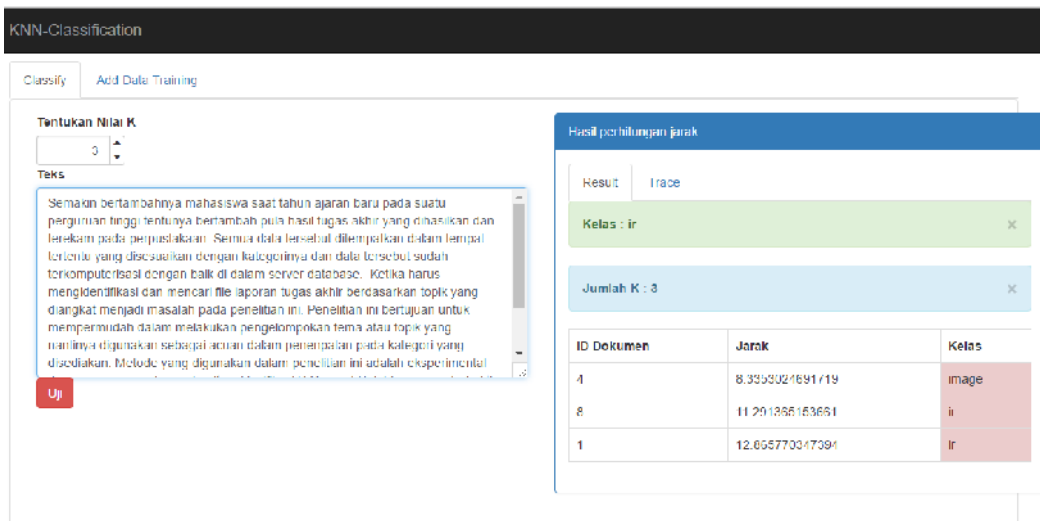 KNN-Classification
Classify Add Data Training
Tentukan Nilai K
3
Teks
Semakin bertambahnya mahasiswa saat tahun ajaran baru pada suatu
perguruan tinggi tentunya bertambah pula hasil tugas akhir yang dihasilkan dan
terekam pada perpustakaan. Semua data tersebut ditempatkan dalam tempat
tertentu yang disesuaikan dengan kategorinya dan data tersebut sudah
terkomputerisasi dengan baik di dalam server database. Ketika harus
mengidentifikasi dan mencari file laporan tugas akhir berdasarkan topik yang
diangkat menjadi masalah pada penelitian ini. Penelitian ini bertujuan untuk
mempermudah dalam melakukan pengelompokan tema atau topik yang
nantinya digunakan sebagai acuan dalam penempatan pada kategori yang
disediakan. Metode yang digunakan dalam penelitian ini adalah eksperimental
Uji
Hasil perhitungan jarak
Result Trace
Kelas : ir ×
Jumlah K : 3 ×
ID Dokumen Jarak Kelas
4 8.3353024691719 image
8 11.291365153661 ir
1 12.865770347394 ir